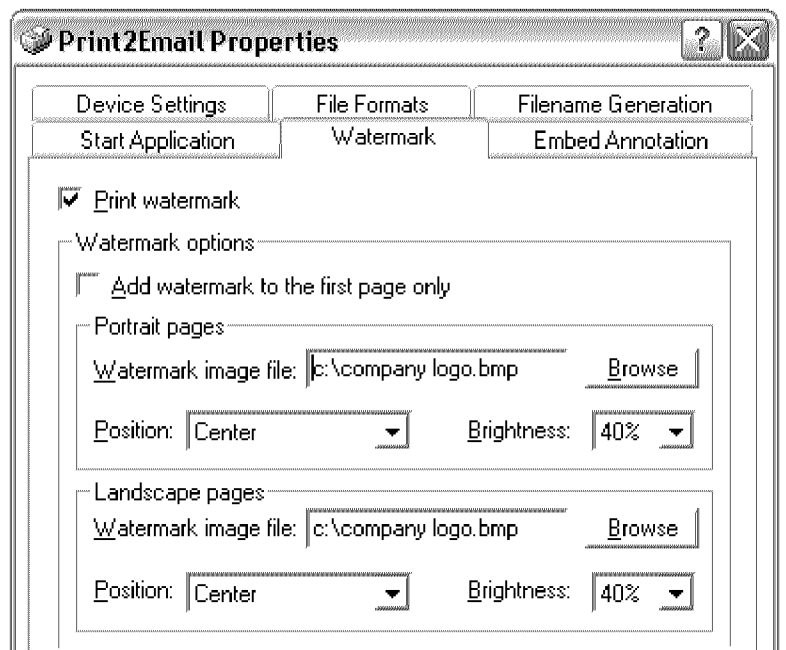 Print2Email Properties
?
Device Settings File Formats Filename Generation
Start Application Watermark Embed Annotation
Print watermark
Watermark options
Add watermark to the first page only
Portrait pages
Watermark image file: c:\company logo.bmp Browse
Position: Center Brightness: 40%
Landscape pages
Watermark image file: c:\company logo.bmp Browse
Position: Center Brightness: 40%